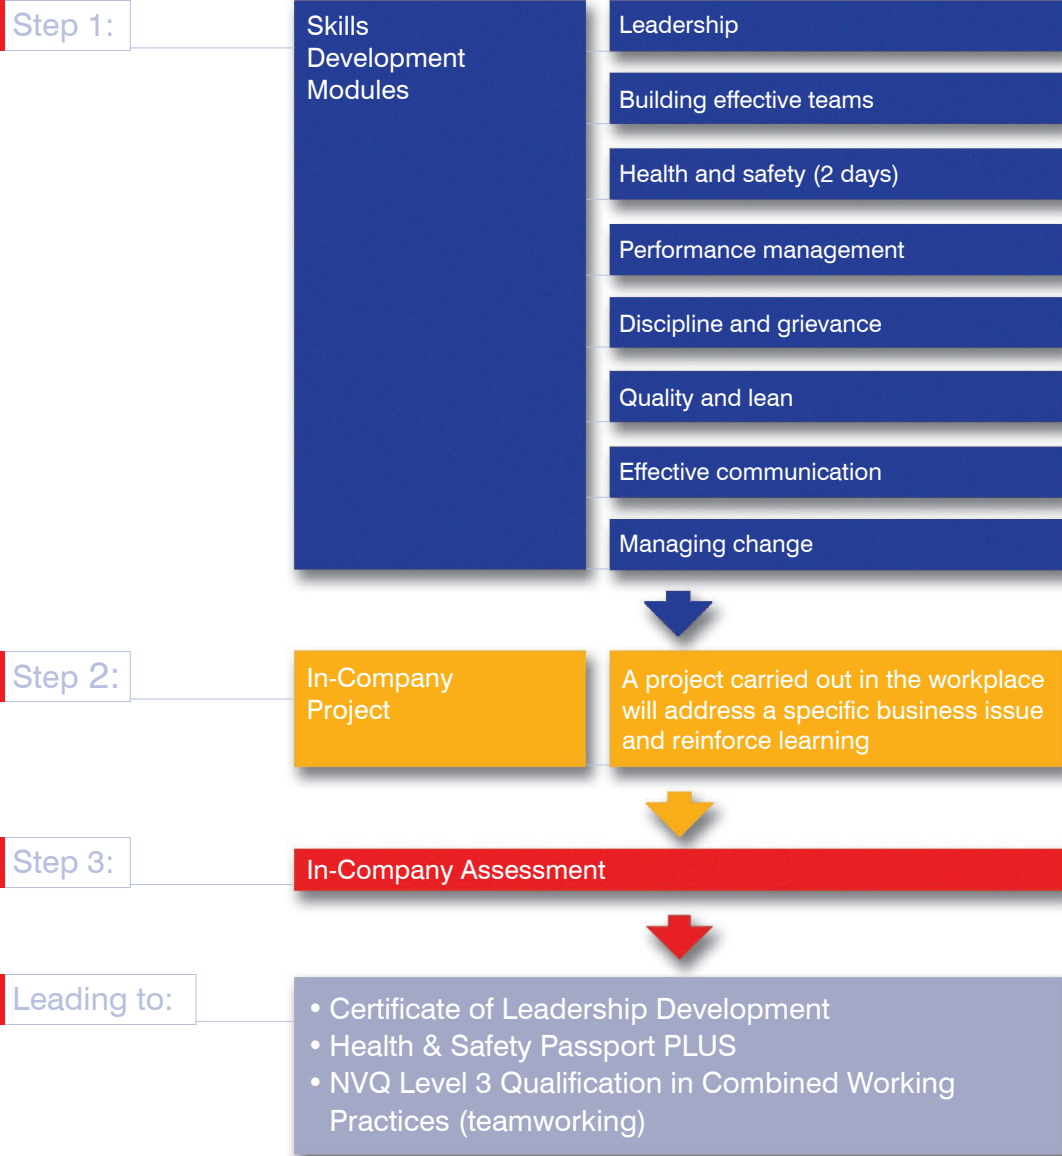 Step 1:
Skills
Development
Modules
Leadership
Building effective teams
Health and safety (2 days)
Performance management
Discipline and grievance
Quality and lean
Effective communication
Managing change
Step 2:
In-Company
Project
A project carried out in the workplace
will address a specific business issue
and reinforce learning
Step 3:
In-Company Assessment
Leading to:
• Certificate of Leadership Development
• Health & Safety Passport PLUS
• NVQ Level 3 Qualification in Combined Working
Practices (teamworking)